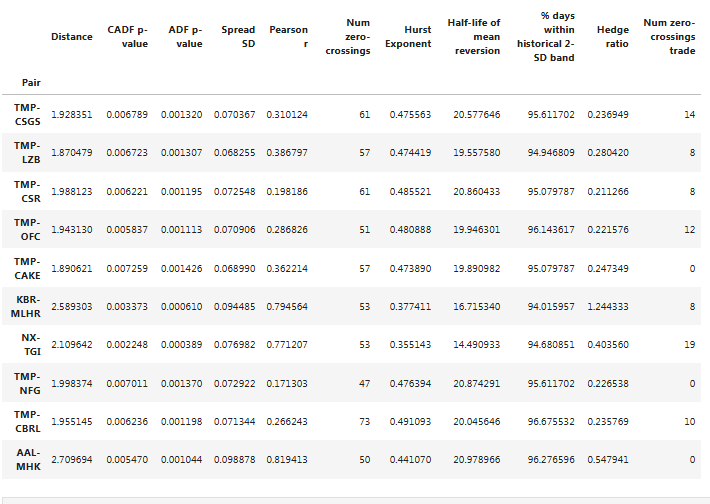 Distance CADF p-value ADF p-value Spread SD Pearson r Num zero-crossings Hurst Exponent Half-life of mean reversion % days within historical 2-SD band Hedge ratio Num zero-crossings trade
Pair
TMP-CSGS 1.928351 0.006789 0.001320 0.070367 0.310124 61 0.475563 20.577646 95.611702 0.236949 14
TMP-LZB 1.870479 0.006723 0.001307 0.068255 0.386797 57 0.474419 19.557580 94.946809 0.280420 8
TMP-CSR 1.988123 0.006221 0.001195 0.072548 0.198186 61 0.485521 20.860433 95.079787 0.211266 8
TMP-OFC 1.943130 0.005837 0.001113 0.070906 0.286826 51 0.480888 19.946301 96.143617 0.221576 12
TMP-CAKE 1.890621 0.007259 0.001426 0.068990 0.362214 57 0.473890 19.890982 95.079787 0.247349 0
KBR-MLHR 2.589303 0.003373 0.000610 0.094485 0.794564 53 0.377411 16.715340 94.015957 1.244333 8
NX-TGI 2.109642 0.002248 0.000389 0.076982 0.771207 53 0.355143 14.490933 94.680851 0.403560 19
TMP-NFG 1.998374 0.007011 0.001370 0.072922 0.171303 47 0.476394 20.874291 95.611702 0.226538 0
TMP-CBRL 1.955145 0.006236 0.001198 0.071344 0.266243 73 0.491093 20.045646 96.675532 0.235769 10
AAL-MHK 2.709694 0.005470 0.001044 0.098878 0.819413 50 0.441070 20.978966 96.276596 0.547941 0